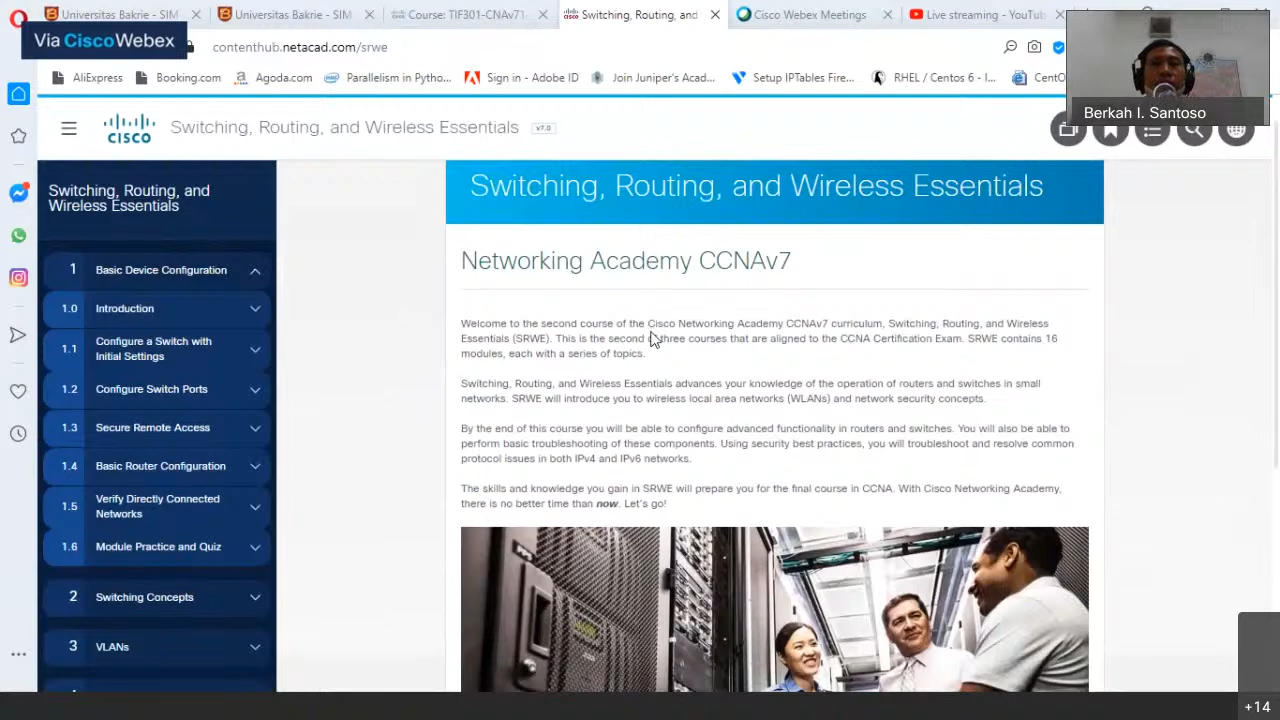 Universitas Bakrie - SIM
Universitas Bakrie - SIM
Course: TIF301-CNAv71
Switching, Routing, and
Cisco Webex Meetings
Live streaming - YouTub
Via CiscoWebex
contenthub.netacad.com/srwe
AliExpress
Booking.com
Agoda.com
Parallelism in Pytho...
Sign in - Adobe ID
Join Juniper's Acad...
Setup IPTables Fire...
RHEL / Centos 6 - I...
CentO
Berkah I. Santoso
CISCO
Switching, Routing, and Wireless Essentials
v7.0
Switching, Routing, and
Wireless Essentials
1 Basic Device Configuration
1.0 Introduction
1.1 Configure a Switch with
Initial Settings
1.2 Configure Switch Ports
1.3 Secure Remote Access
1.4 Basic Router Configuration
1.5 Verify Directly Connected
Networks
1.6 Module Practice and Quiz
2 Switching Concepts
3 VLANs
Switching, Routing, and Wireless Essentials
Networking Academy CCNAv7
Welcome to the second course of the Cisco Networking Academy CCNAv7 curriculum, Switching, Routing, and Wireless
Essentials (SRWE). This is the second of three courses that are aligned to the CCNA Certification Exam. SRWE contains 16
modules, each with a series of topics.
Switching, Routing, and Wireless Essentials advances your knowledge of the operation of routers and switches in small
networks. SRWE will introduce you to wireless local area networks (WLANs) and network security concepts.
By the end of this course you will be able to configure advanced functionality in routers and switches. You will also be able to
perform basic troubleshooting of these components. Using security best practices, you will troubleshoot and resolve common
protocol issues in both IPv4 and IPv6 networks.
The skills and knowledge you gain in SRWE will prepare you for the final course in CCNA. With Cisco Networking Academy,
there is no better time than now. Let's go!
+14